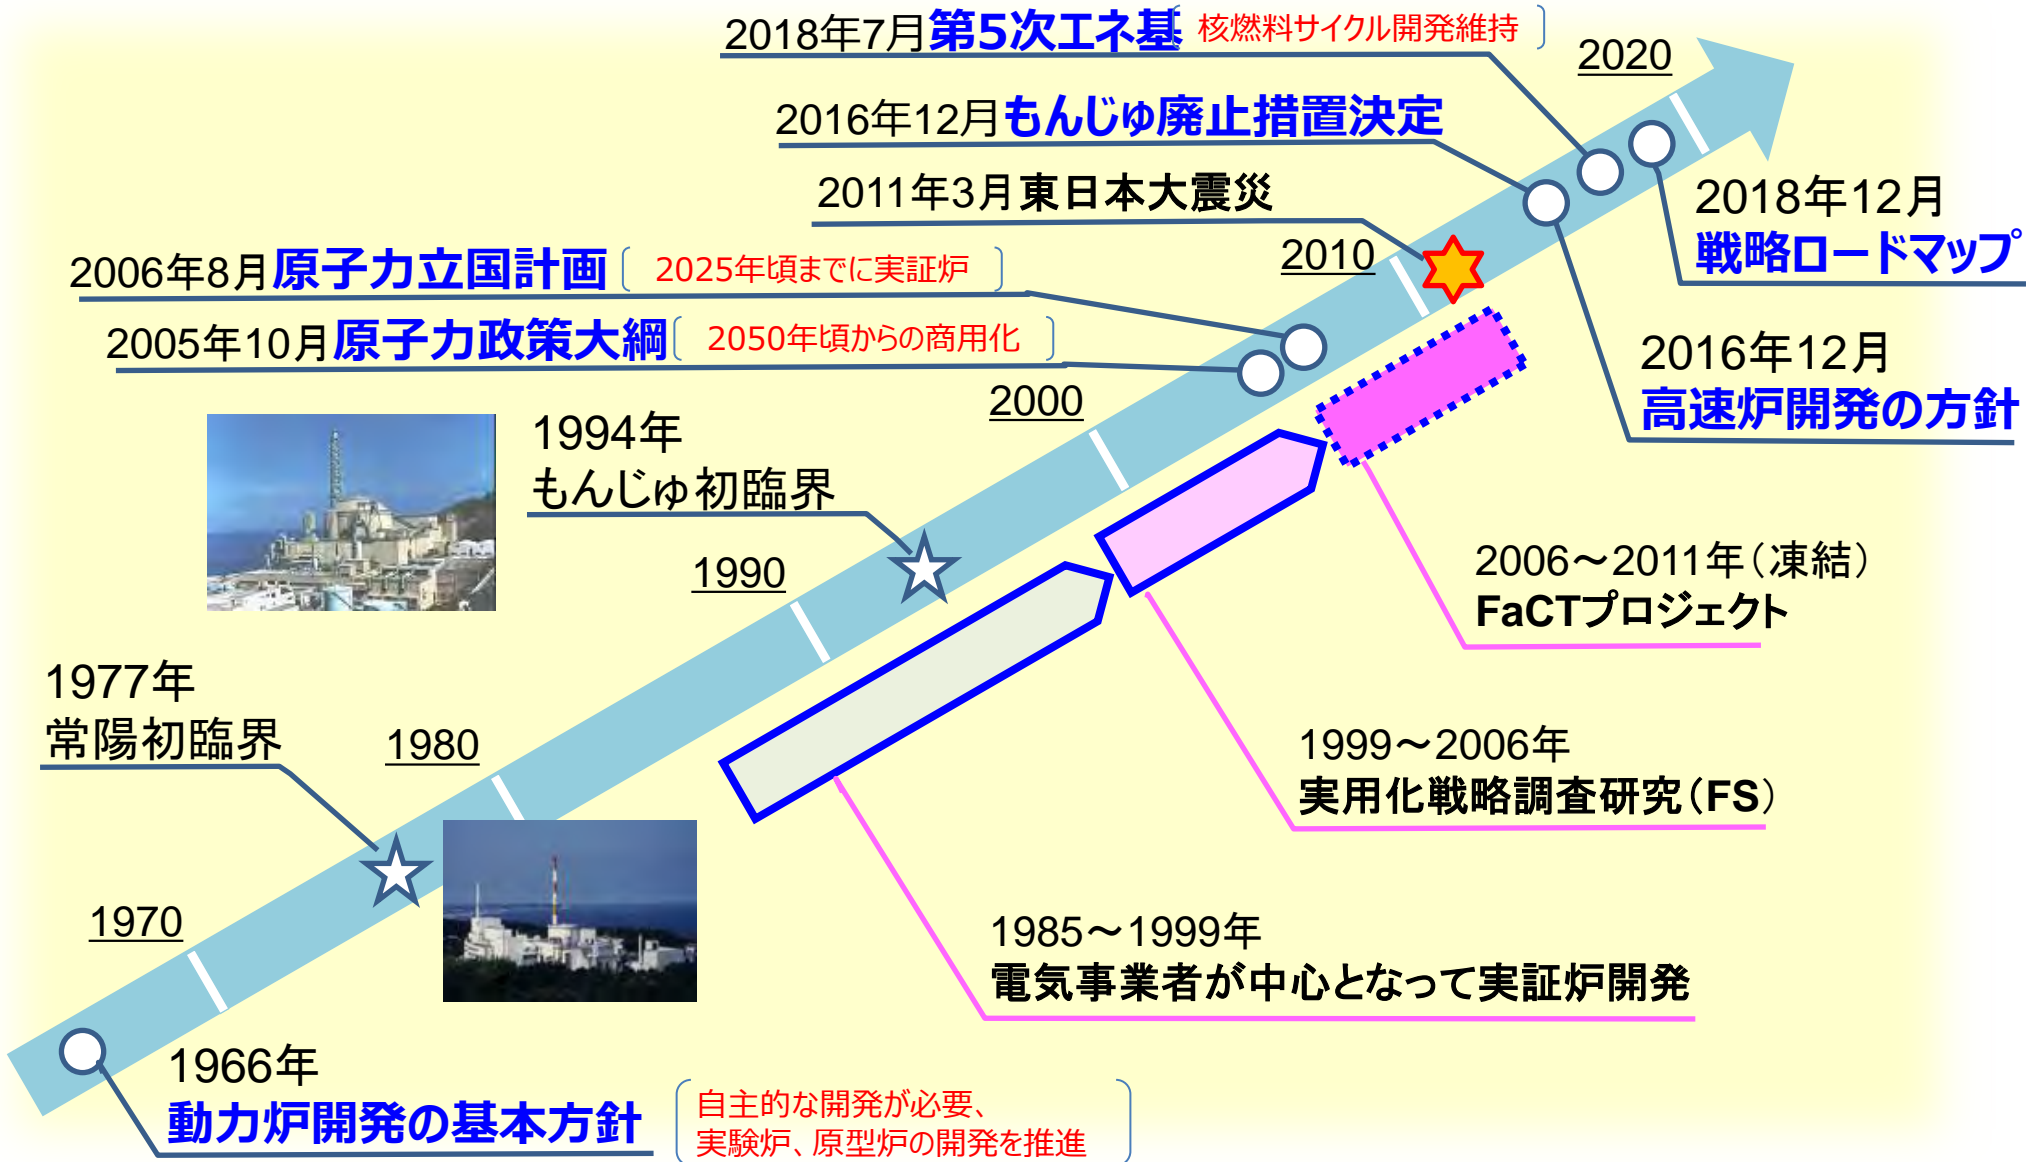 2018年7月第5次エネ基
核燃料サイクル開発維持
2020
2016年12月もんじゅ廃止措置決定
2011年3月東日本大震災
2018年12月
戦略ロードマップ
2010
2006年8月原子力立国計画
2025年頃までに実証炉
2005年10月原子力政策大綱
2050年頃からの商用化
2016年12月
高速炉開発の方針
2000
1994年
もんじゅ初臨界
1990
2006～2011年（凍結）
FaCTプロジェクト
1977年
常陽初臨界
1980
1999～2006年
実用化戦略調査研究（FS）
1970
1985～1999年
電気事業者が中心となって実証炉開発
1966年
動力炉開発の基本方針
自主的な開発が必要、
実験炉、原型炉の開発を推進